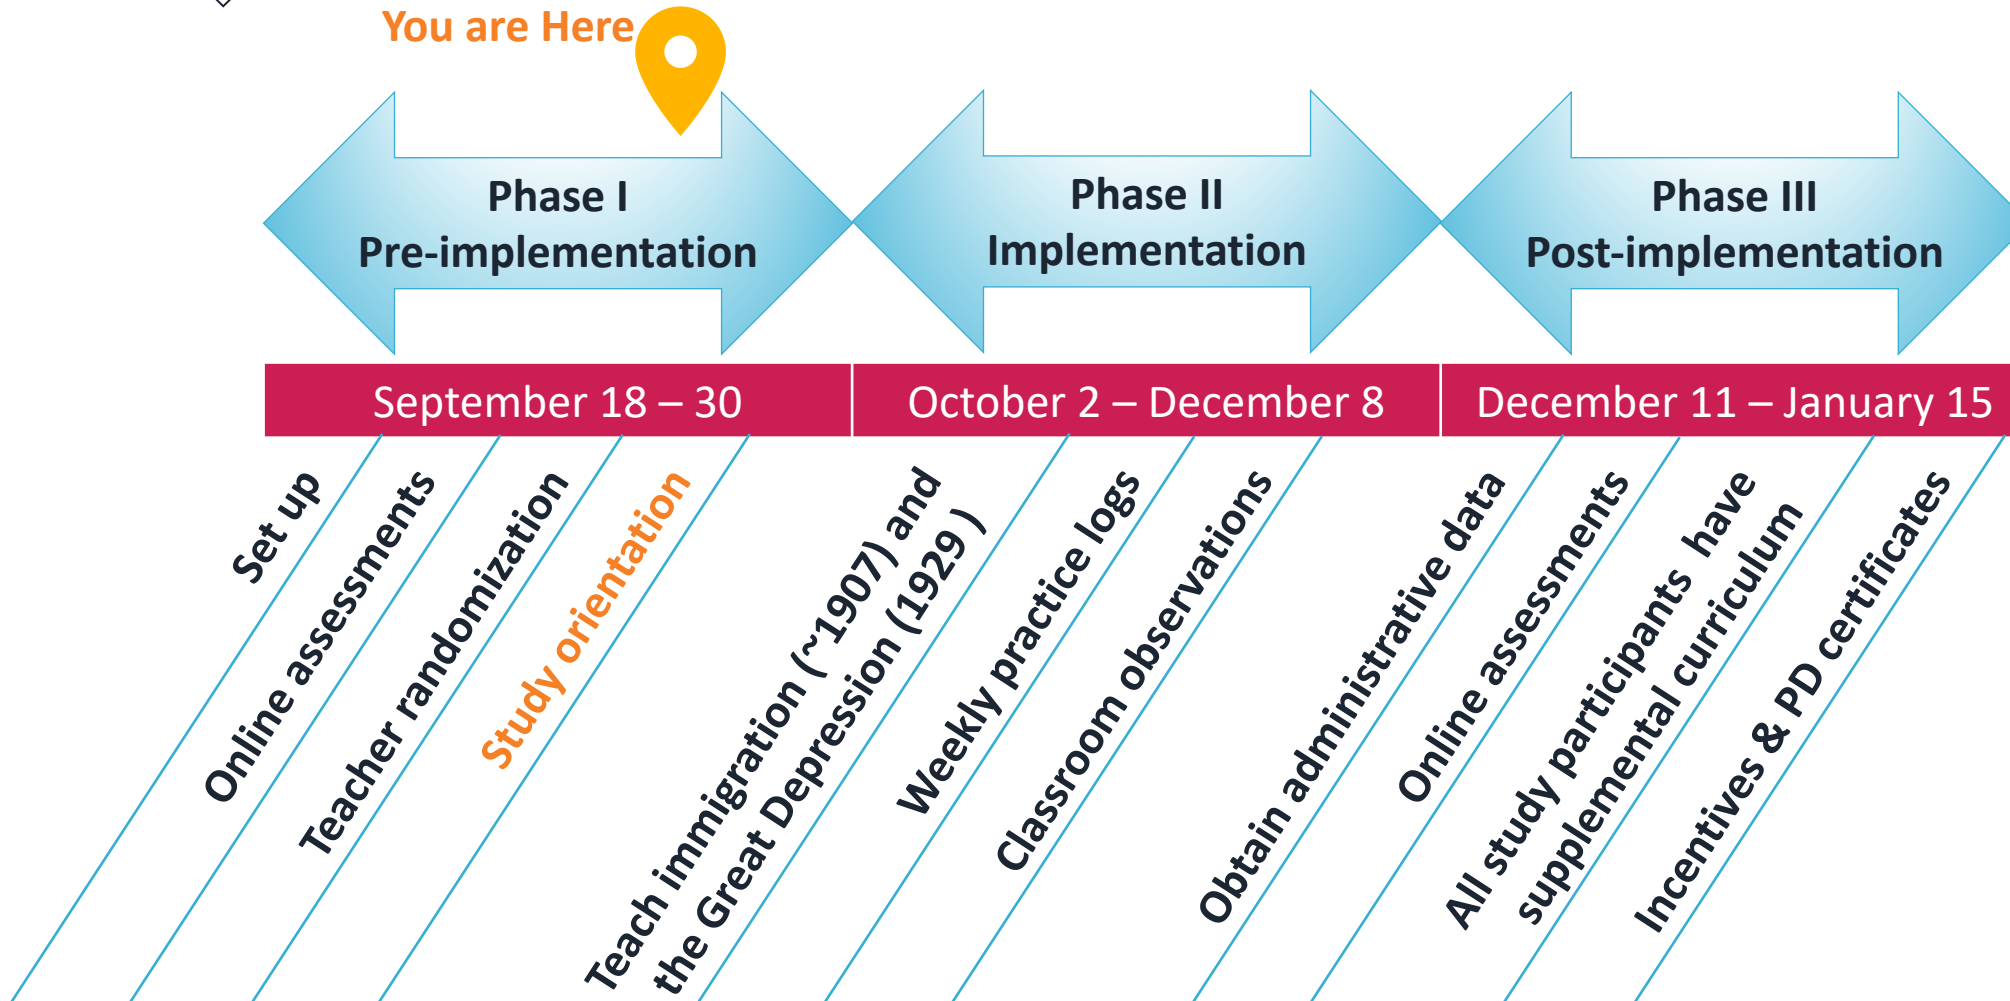 You are Here
Phase I
Pre-implementation
Phase II
Implementation
Phase III
Post-implementation
September 18 – 30
October 2 – December 8
December 11 – January 15
Set up
Online assessments
Teacher randomization
Study orientation
Teach immigration (~1907) and
the Great Depression (1929 )
Weekly practice logs
Classroom observations
Obtain administrative data
Online assessments
All study participants have
supplemental curriculum
Incentives & PD certificates